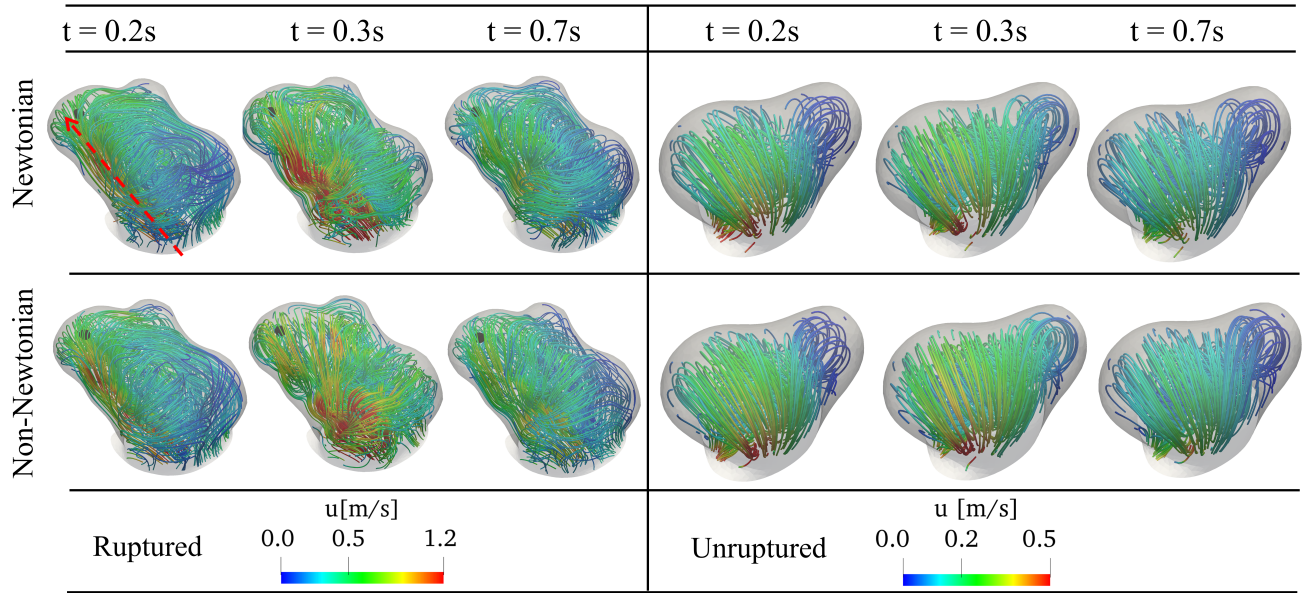 t = 0.2s t = 0.3s t = 0.7s t = 0.2s t = 0.3s t = 0.7s
Newtonian
Non-Newtonian
Ruptured
u[m/s]
0.0 0.5 1.2
Unruptured
u [m/s]
0.0 0.2 0.5